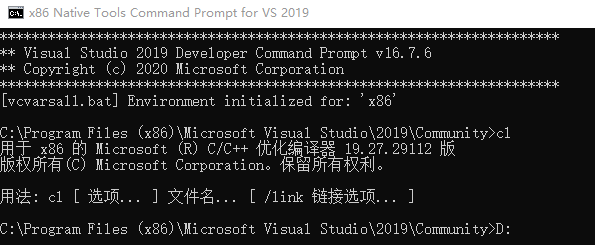 x86 Native Tools Command Prompt for VS 2019
**********************************************************************
** Visual Studio 2019 Developer Command Prompt v16.7.6
** Copyright (c) 2020 Microsoft Corporation
**********************************************************************
[vcvarsall.bat] Environment initialized for: 'x86'
C:\Program Files (x86)\Microsoft Visual Studio\2019\Community>cl
用于 x86 的 Microsoft (R) C/C++ 优化编译器 19.27.29112 版
版权所有(C) Microsoft Corporation。保留所有权利。
用法: cl [ 选项... ] 文件名... [ /link 链接选项... ]
C:\Program Files (x86)\Microsoft Visual Studio\2019\Community>D: